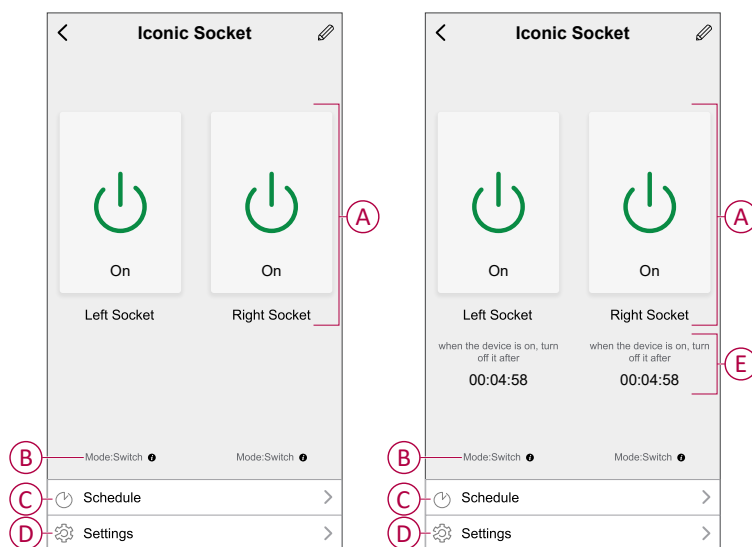 Iconic Socket
On
On
A
Left Socket
Right Socket
B
Mode:Switch
Mode:Switch
C
Schedule
D
Settings
Iconic Socket
On
On
A
Left Socket
Right Socket
when the device is on, turn
off it after
when the device is on, turn
off it after
00:04:58
00:04:58
E
B
Mode:Switch
Mode:Switch
C
Schedule
D
Settings